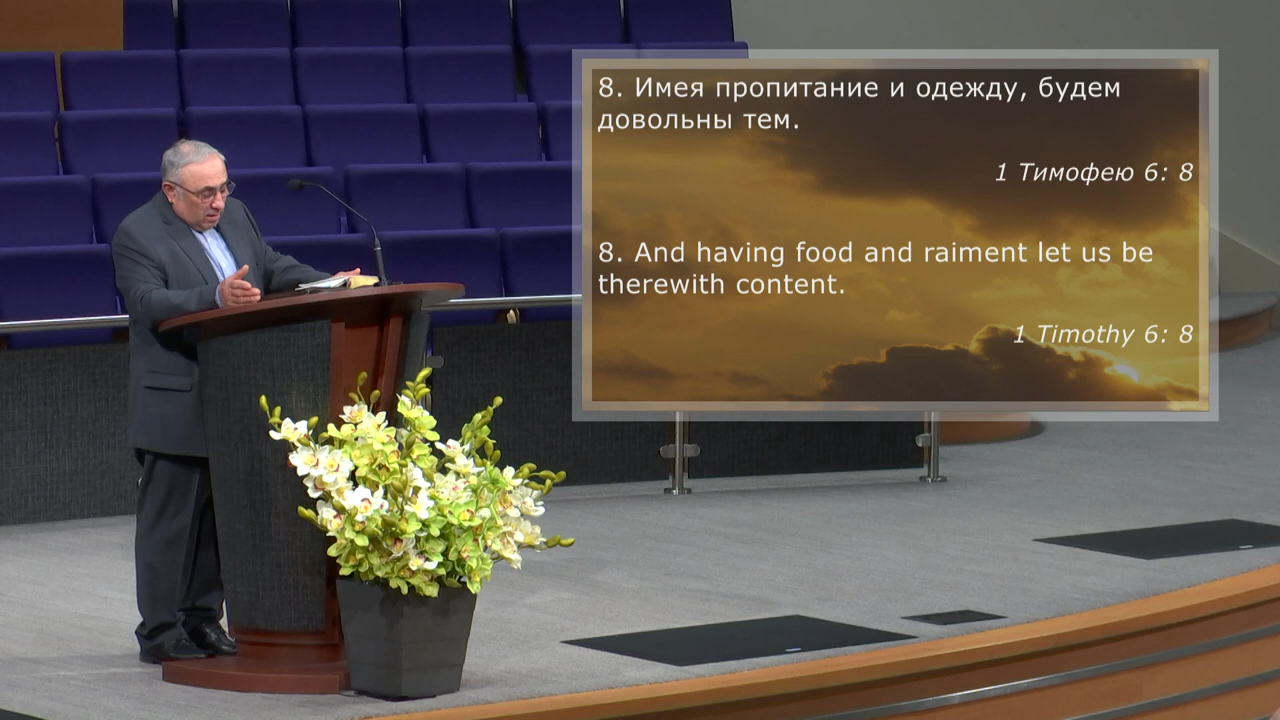 8. Имея пропитание и одежду, будем
довольны тем.
1 Тимофею 6: 8
8. And having food and raiment let us be
therewith content.
1 Timothy 6: 8